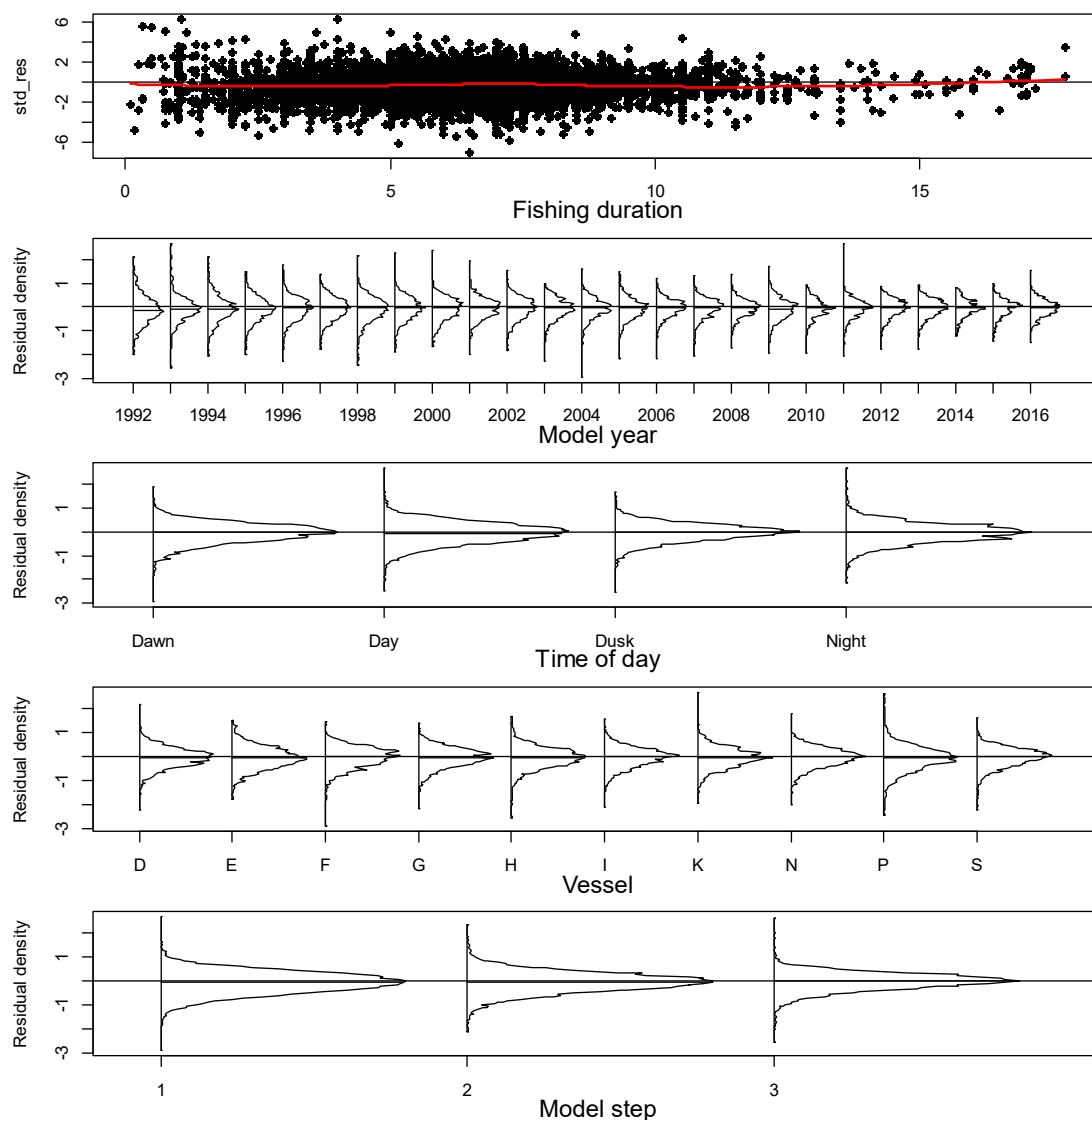 std_res
6
2
-2
-6
0 5 10 15
Fishing duration
Residual density
1
-1
-3
1992 1994 1996 1998 2000 2002 2004 2006 2008 2010 2012 2014 2016
Model year
Residual density
1
-1
-3
Dawn Day Dusk Night
Time of day
Residual density
1
-1
-3
D E F G H I K N P S
Vessel
Residual density
1
-1
-3
1 2 3
Model step